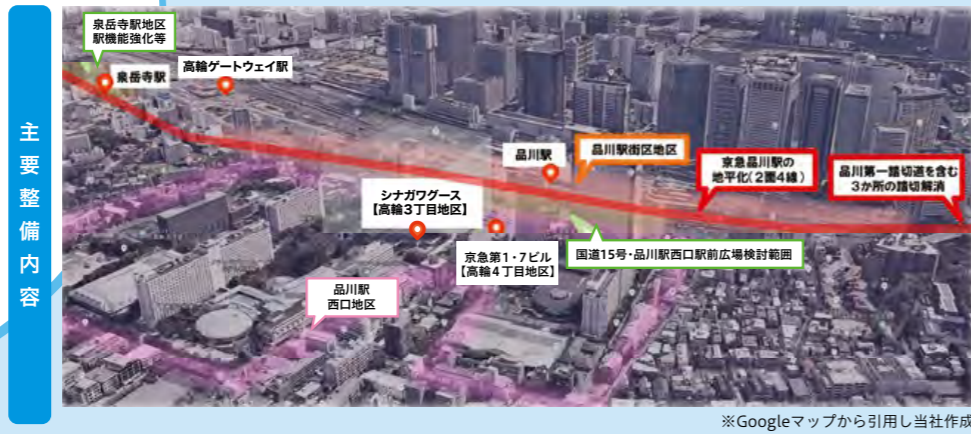 主要整備内容
泉岳寺駅地区
駅機能強化等
泉岳寺駅
高輪ゲートウェイ駅
品川駅
品川駅街区地区
京急品川駅の
地平化(2面4線)
品川第一踏切道を含む
3か所の踏切解消
シナガワグース
【高輪3丁目地区】
京急第1・7ビル
【高輪4丁目地区】
国道15号・品川駅西口駅前広場検討範囲
品川駅
西口地区
※Googleマップから引用し当社作成